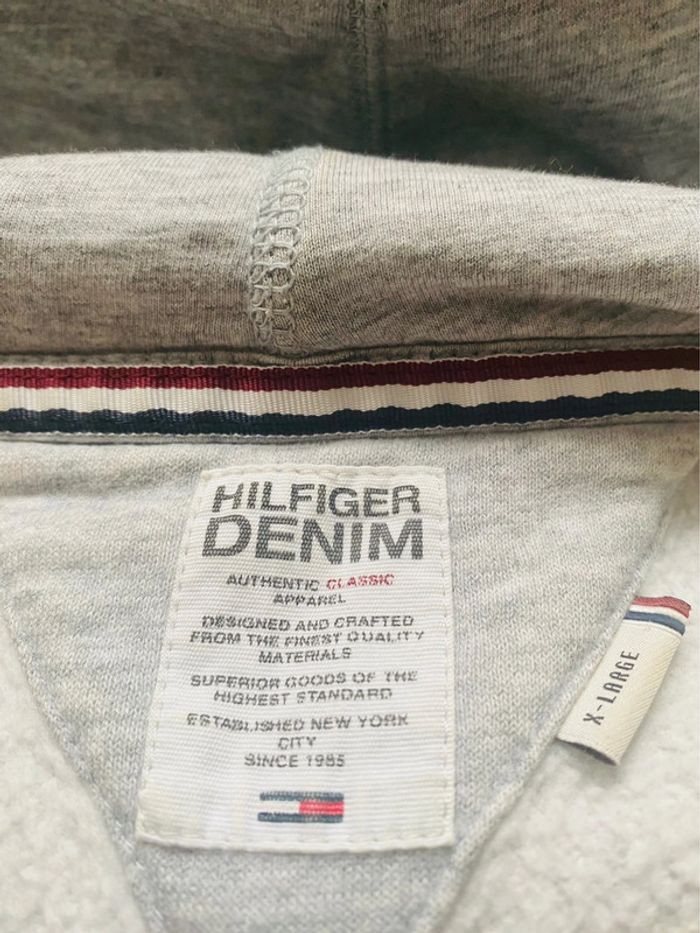 HILFIGER
DENIM
AUTHENTIC CLASSIC
APPAREL
DESIGNED AND CRAFTED
FROM THE FINEST QUALITY
MATERIALS
SUPERIOR GOODS OF THE
HIGHEST STANDARD
ESTABLISHED NEW YORK
CITY
SINCE 1985
X-LARGE